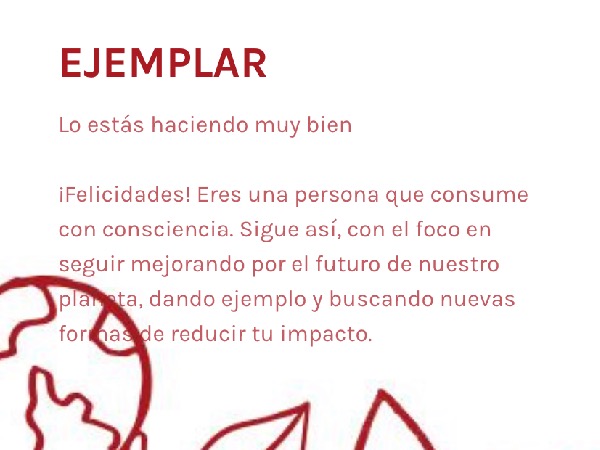 EJEMPLAR
Lo estás haciendo muy bien
¡Felicidades! Eres una persona que consume
con consciencia. Sigue así, con el foco en
seguir mejorando por el futuro de nuestro
planeta, dando ejemplo y buscando nuevas
formas de reducir tu impacto.